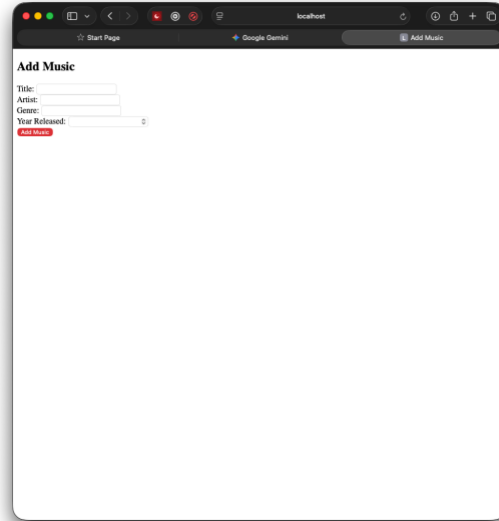 localhost
Start Page
Google Gemini
L Add Music
Add Music
Title:
Artist:
Genre:
Year Released:
Add Music